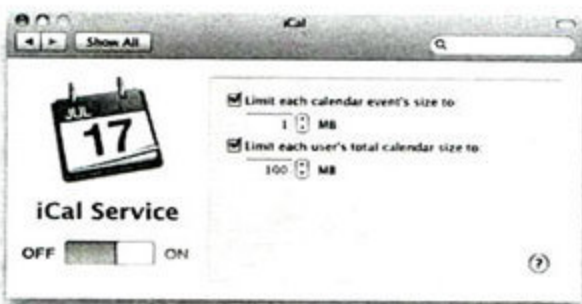 iCal
Show All
JUL
17
iCal Service
OFF ON
Limit each calendar event's size to:
1 MB
Limit each user's total calendar size to:
100 MB
?